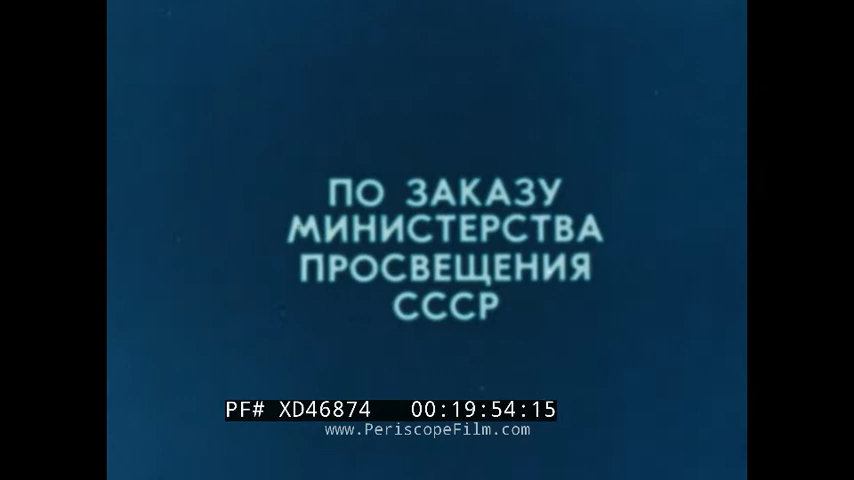 ПО ЗАКАЗУ
МИНИСТЕРСТВА
ПРОСВЕЩЕНИЯ
СССР
PF# XD46874 00:19:54:15
www.PeriscopeFilm.com